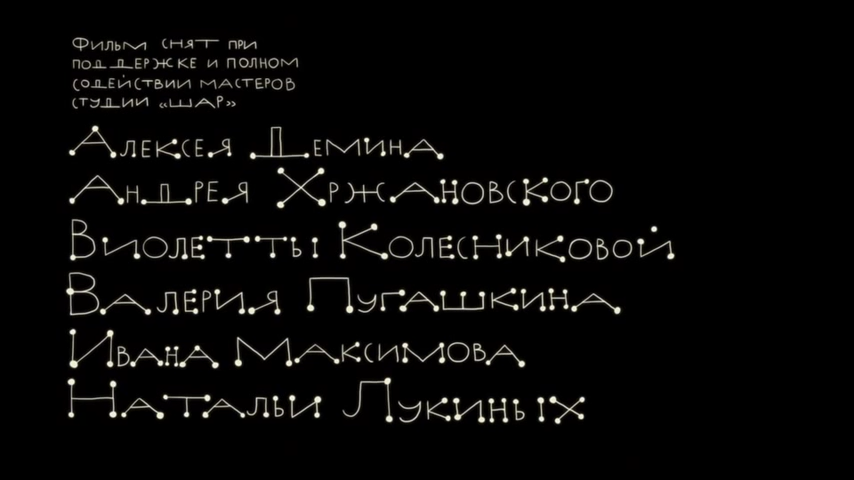 Фильм снят при
поддержке и полном
содействии мастеров
студии «ШАР»
Алексея Демина
Андрея Хржановского
Виолетты Колесниковой
Валерия Пугашкина
Ивана Максимова
Натальи Лукиных